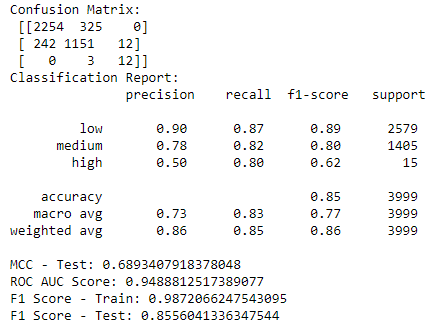 Confusion Matrix:
[[2254 325 0]
[ 242 1151 12]
[ 0 3 12]]
Classification Report:
precision recall f1-score support
low 0.90 0.87 0.89 2579
medium 0.78 0.82 0.80 1405
high 0.50 0.80 0.62 15
accuracy 0.85 3999
macro avg 0.73 0.83 0.77 3999
weighted avg 0.86 0.85 0.86 3999
MCC - Test: 0.6893407918378048
ROC AUC Score: 0.9488812517389077
F1 Score - Train: 0.9872066247543095
F1 Score - Test: 0.8556041336347544